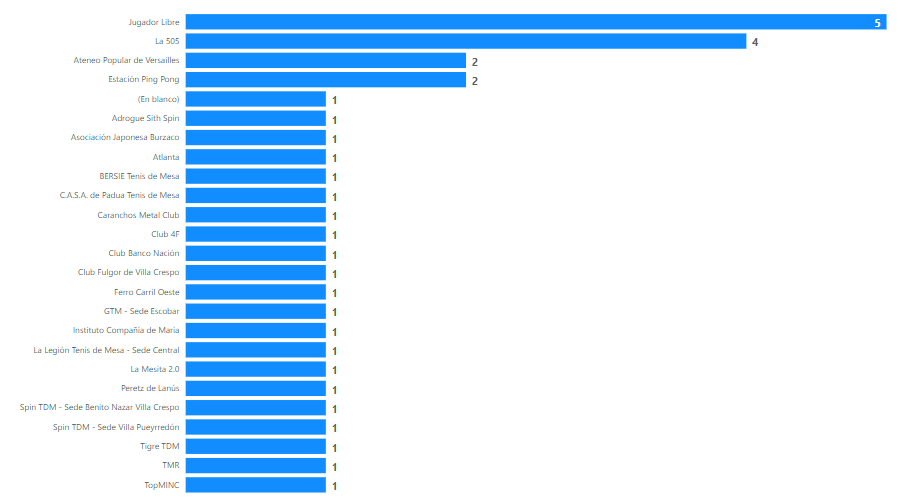 Jugador Libre 5
La 505 4
Ateneo Popular de Versailles 2
Estación Ping Pong 2
(En blanco) 1
Adrogue Sith Spin 1
Asociación Japonesa Burzaco 1
Atlanta 1
BERSIE Tenis de Mesa 1
C.A.S.A. de Padua Tenis de Mesa 1
Caranchos Metal Club 1
Club 4F 1
Club Banco Nación 1
Club Fulgor de Villa Crespo 1
Ferro Carril Oeste 1
GTM - Sede Escobar 1
Instituto Compañía de María 1
La Legión Tenis de Mesa - Sede Central 1
La Mesita 2.0 1
Peretz de Lanús 1
Spin TDM - Sede Benito Nazar Villa Crespo 1
Spin TDM - Sede Villa Pueyrredón 1
Tigre TDM 1
TMR 1
TopMINC 1